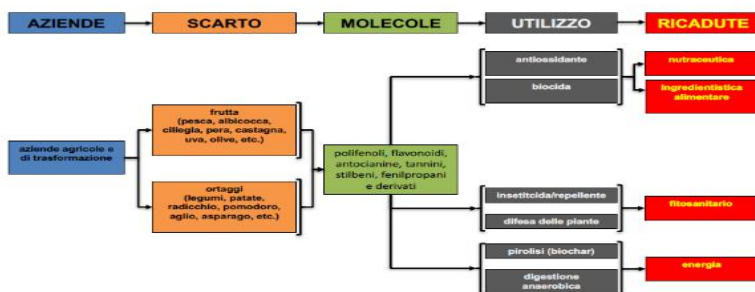 AZIENDE
SCARTO
MOLECOLE
UTILIZZO
RICADUTE
aziende agricole e
di trasformazione
frutta
(pesca, albicocca,
ciliegia, pera, castagna,
uva, olive, etc.)
ortaggi
(legumi, patate,
radicchio, pomodoro,
aglio, asparago, etc.)
polifenoli, flavonoidi,
antocianine, tannini,
stilbeni, fenilpropani
e derivati
antiossidante
biocida
insetitcida/repellente
difesa delle piante
pirolisi (biochar)
digestione
anaerobica
nutraceutica
ingredientistica
alimentare
fitosanitario
energia